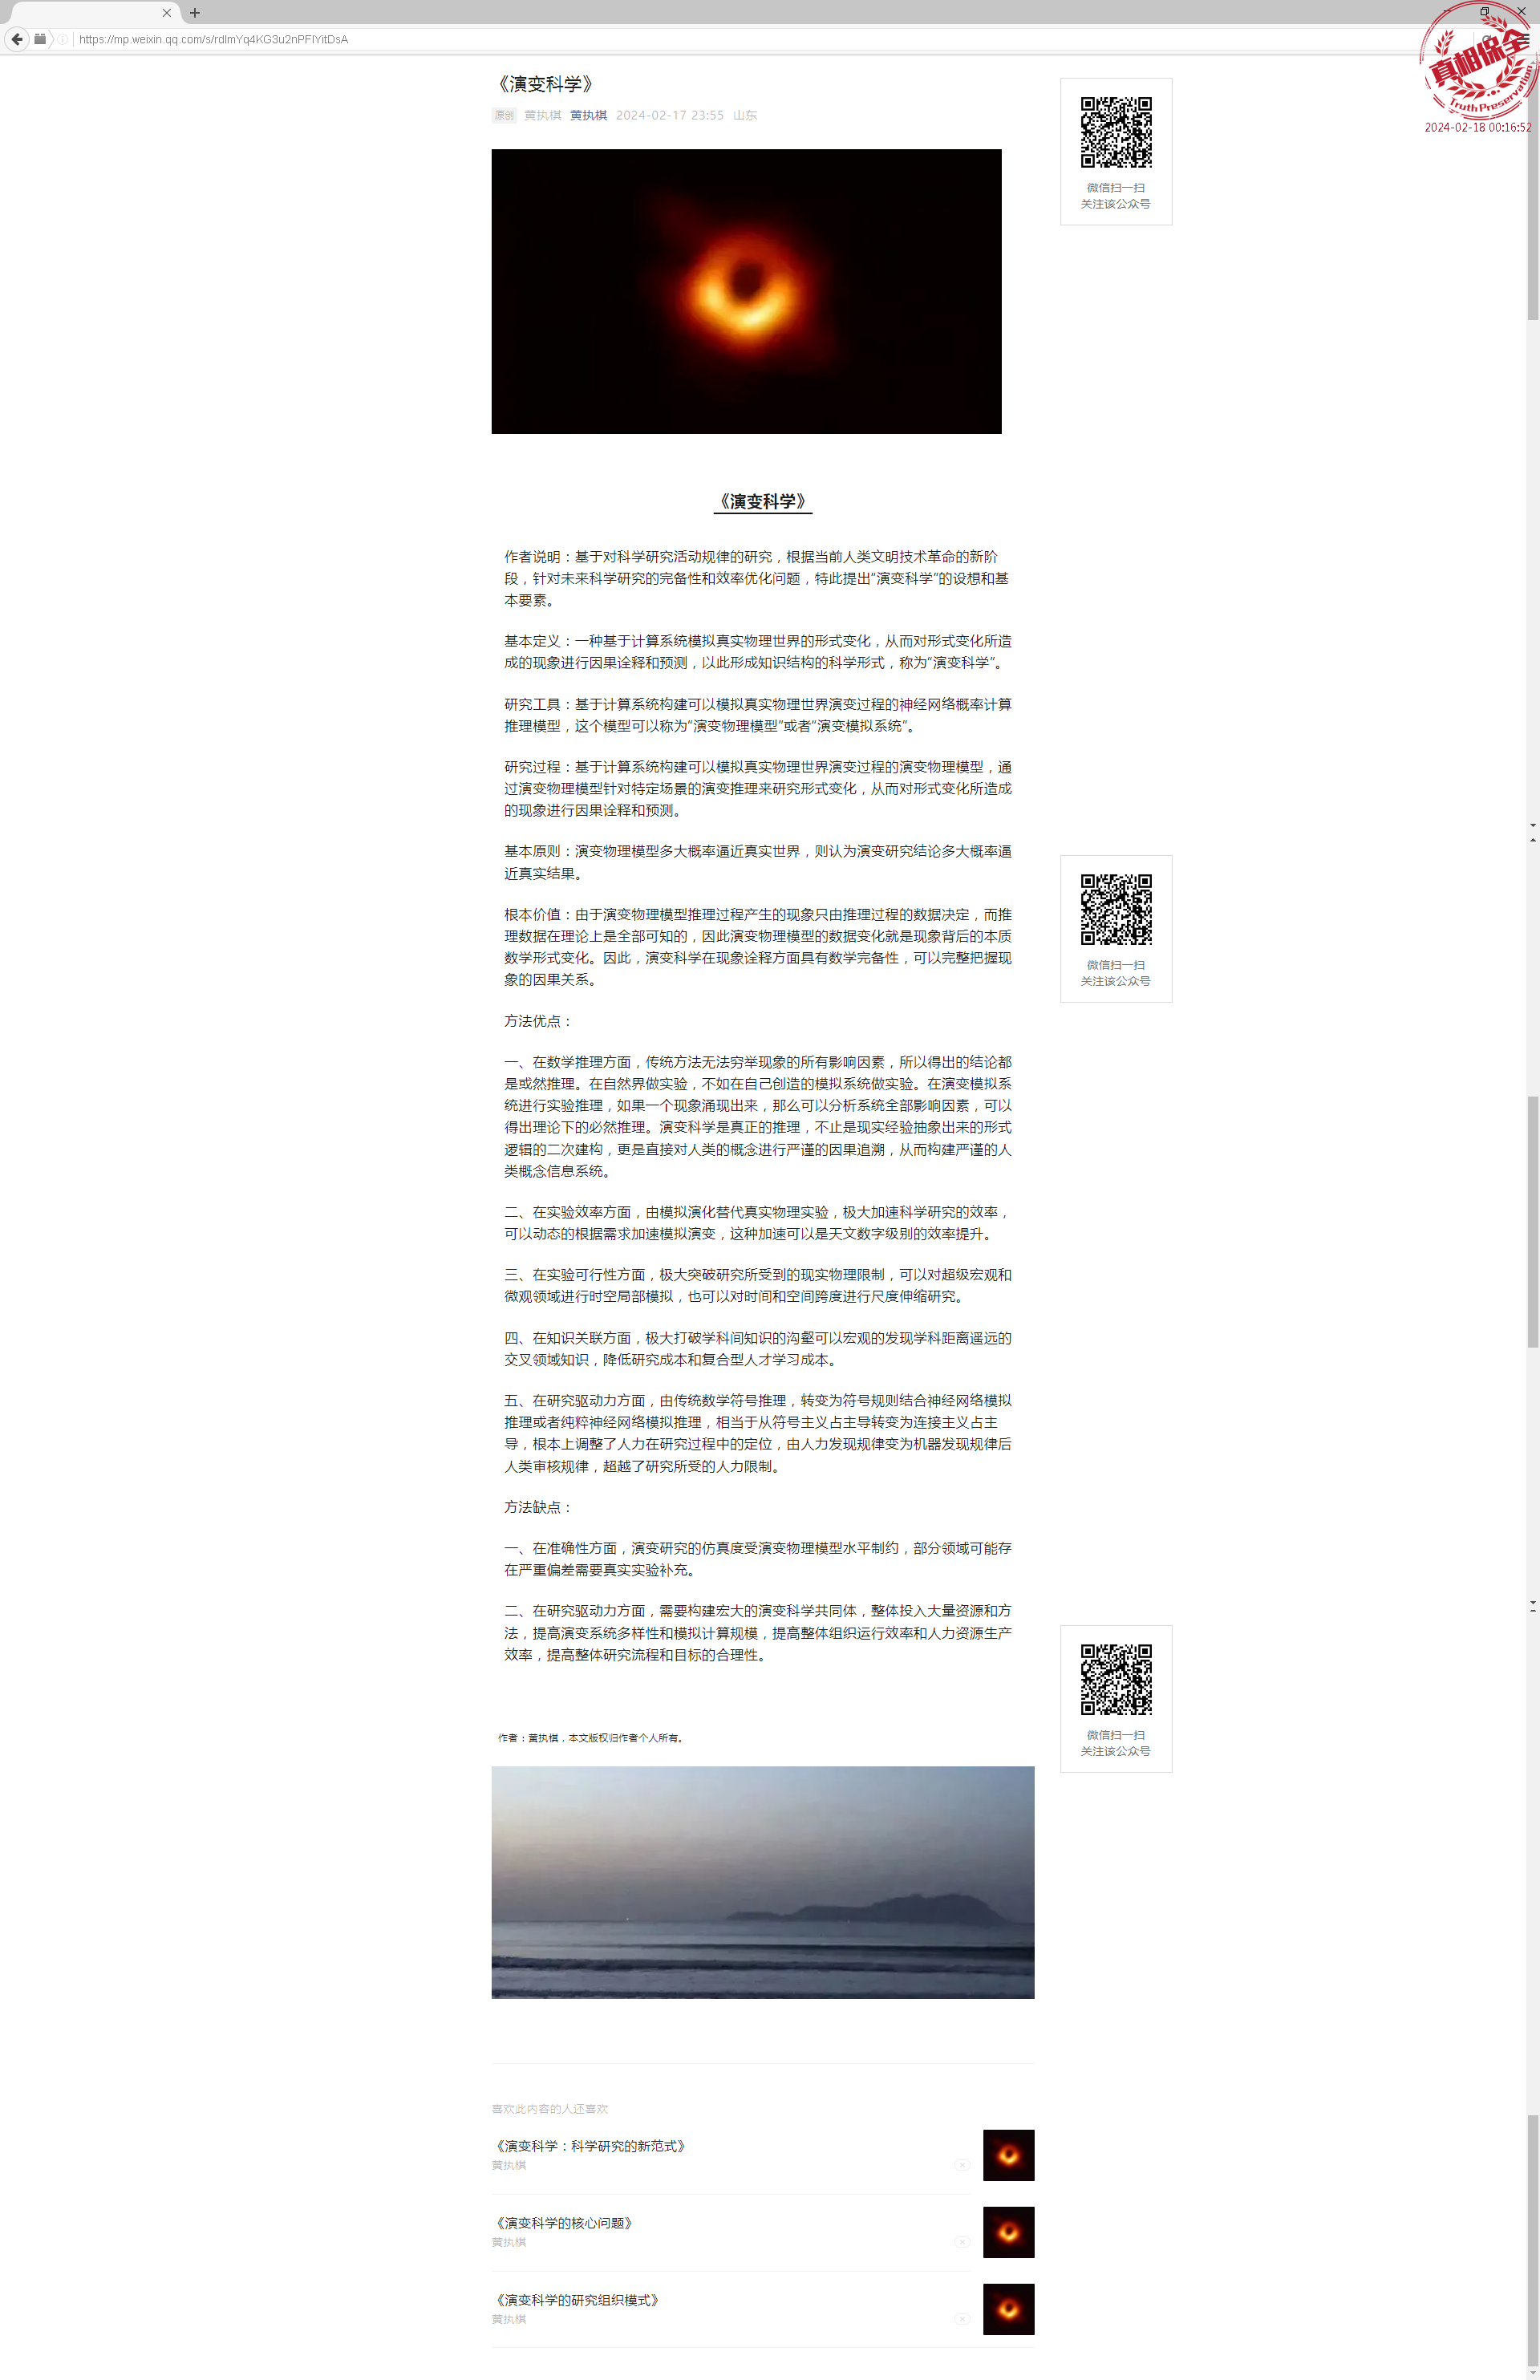 https://mp.weixin.qq.com/s/rdlmYq4KG3u2nPFIYitDsA
真相保全
Truth Preservation
2024-02-18 00:16:52
《演变科学》
原创 黄执棋 黄执棋 2024-02-17 23:55 山东
微信扫一扫
关注该公众号
《演变科学》
作者说明：基于对科学研究活动规律的研究，根据当前人类文明技术革命的新阶
段，针对未来科学研究的完备性和效率优化问题，特此提出“演变科学”的设想和基
本要素。
基本定义：一种基于计算系统模拟真实物理世界的形式变化，从而对形式变化所造
成的现象进行因果诠释和预测，以此形成知识结构的科学形式，称为“演变科学”。
研究工具：基于计算系统构建可以模拟真实物理世界演变过程的神经网络概率计算
推理模型，这个模型可以称为“演变物理模型”或者“演变模拟系统”。
研究过程：基于计算系统构建可以模拟真实物理世界演变过程的演变物理模型，通
过演变物理模型针对特定场景的演变推理来研究形式变化，从而对形式变化所造成
的现象进行因果诠释和预测。
基本原则：演变物理模型多大概率逼近真实世界，则认为演变研究结论多大概率逼
近真实结果。
根本价值：由于演变物理模型推理过程产生的现象只由推理过程的数据决定，而推
理数据在理论上是全部可知的，因此演变物理模型的数据变化就是现象背后的本质
数学形式变化。因此，演变科学在现象诠释方面具有数学完备性，可以完整把握现
象的因果关系。
微信扫一扫
关注该公众号
方法优点：
一、在数学推理方面，传统方法无法穷举现象的所有影响因素，所以得出的结论都
是或然推理。在自然界做实验，不如在自己创造的模拟系统做实验。在演变模拟系
统进行实验推理，如果一个现象涌现出来，那么可以分析系统全部影响因素，可以
得出理论下的必然推理。演变科学是真正的推理，不止是现实经验抽象出来的形式
逻辑的二次建构，更是直接对人类的概念进行严谨的因果追溯，从而构建严谨的人
类概念信息系统。
二、在实验效率方面，由模拟演化替代真实物理实验，极大加速科学研究的效率，
可以动态的根据需求加速模拟演变，这种加速可以是天文数字级别的效率提升。
三、在实验可行性方面，极大突破研究所受到的现实物理限制，可以对超级宏观和
微观领域进行时空局部模拟，也可以对时间和空间跨度进行尺度伸缩研究。
四、在知识关联方面，极大打破学科间知识的沟壑可以宏观的发现学科距离遥远的
交叉领域知识，降低研究成本和复合型人才学习成本。
五、在研究驱动力方面，由传统数学符号推理，转变为符号规则结合神经网络模拟
推理或者纯粹神经网络模拟推理，相当于从符号主义占主导转变为连接主义占主
导，根本上调整了人力在研究过程中的定位，由人力发现规律变为机器发现规律后
人类审核规律，超越了研究所受的人力限制。
方法缺点：
一、在准确性方面，演变研究的仿真度受演变物理模型水平制约，部分领域可能存
在严重偏差需要真实实验补充。
二、在研究驱动力方面，需要构建宏大的演变科学共同体，整体投入大量资源和方
法，提高演变系统多样性和模拟计算规模，提高整体组织运行效率和人力资源生产
效率，提高整体研究流程和目标的合理性。
微信扫一扫
关注该公众号
作者：黄执棋，本文版权归作者个人所有。
喜欢此内容的人还喜欢
《演变科学：科学研究的新范式》
黄执棋
《演变科学的核心问题》
黄执棋
《演变科学的研究组织模式》
黄执棋